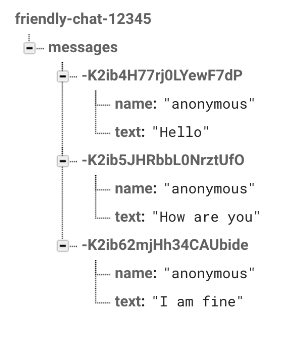 friendly-chat-12345
messages
-K2ib4H77rj0LYewF7dP
name: "anonymous"
text: "Hello"
-K2ib5JHRbbL0NrztUfO
name: "anonymous"
text: "How are you"
-K2ib62mjHh34CAUbide
name: "anonymous"
text: "I am fine"